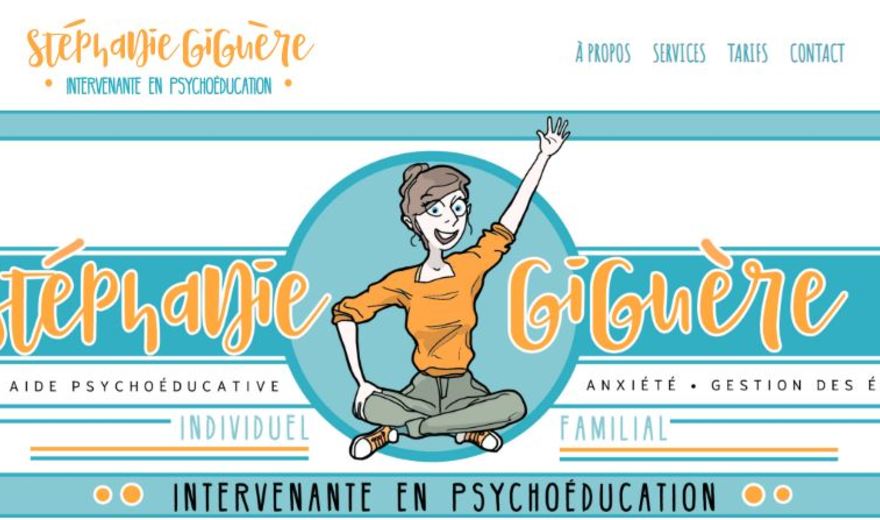 Stéphanie Giguère
• INTERVENANTE EN PSYCHOÉDUCATION •
À PROPOS SERVICES TARIFS CONTACT
Stéphanie Giguère
AIDE PSYCHOÉDUCATIVE ANXIÉTÉ • GESTION DES É
INDIVIDUEL FAMILIAL
INTERVENANTE EN PSYCHOÉDUCATION